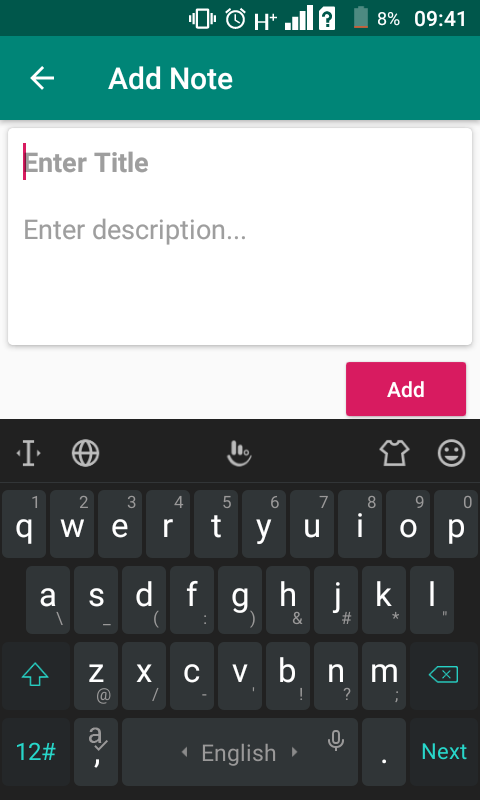 H+ 8% 09:41
Add Note
Enter Title
Enter description...
Add
1 2 3 4 5 6 7 8 9 0
q w e r t y u i o p
a s d f g h j k l
\ _ ( : ) & # * "
z x c v b n m
@ / - ' ! ? ;
12# a , English . Next